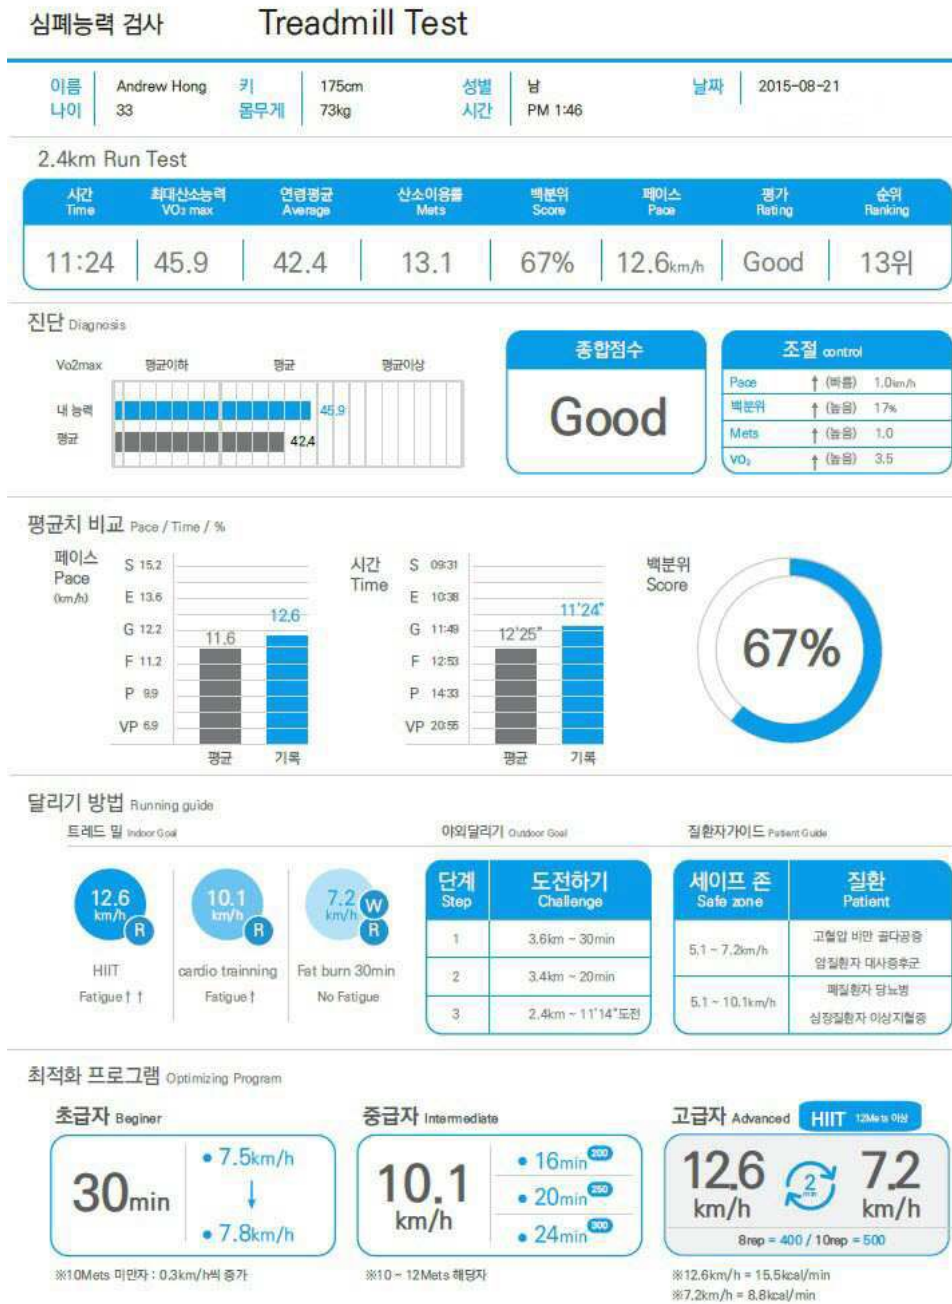 심폐능력 검사 Treadmill Test
이름 Andrew Hong 키 175cm 성별 남 날짜 2015-08-21
나이 33 몸무게 73kg 시간 PM 1:46
2.4km Run Test
시간 최대산소능력 연령평균 산소이용률 백분위 페이스 평가 순위
Time VO₂ max Average Mets Score Pace Rating Ranking
11:24 45.9 42.4 13.1 67% 12.6km/h Good 13위
진단 Diagnosis
Vo2max 평균이하 평균 평균이상
내 능력 45.9
평균 42.4
종합점수
Good
조절 control
Pace ↑ (빠름) 1.0km/h
백분위 ↑ (높음) 17%
Mets ↑ (높음) 1.0
VO₂ ↑ (높음) 3.5
평균치 비교 Pace / Time / %
페이스
Pace
(km/h)
S 15.2
E 13.6
G 12.2
F 11.2
P 9.9
VP 6.9
11.6 12.6
평균 기록
시간
Time
S 09:31
E 10:38
G 11:49
F 12:53
P 14:33
VP 20:55
12'25" 11'24"
평균 기록
백분위
Score
67%
달리기 방법 Running guide
트레드 밀 Indoor Goal
12.6
km/h
R
HIIT
Fatigue↑↑
10.1
km/h
R
cardio trainning
Fatigue↑
7.2
km/h
W
R
Fat burn 30min
No Fatigue
야외달리기 Outdoor Goal
단계 도전하기
Step Challenge
1 3.6km ~ 30min
2 3.4km ~ 20min
3 2.4km ~ 11'14"도전
질환자가이드 Patient Guide
세이프 존 질환
Safe zone Patient
5.1 ~ 7.2km/h
고혈압 비만 골다공증
암질환자 대사증후군
5.1 ~ 10.1km/h
폐질환자 당뇨병
심장질환자 이상지혈증
최적화 프로그램 Optimizing Program
초급자 Beginer
30min
• 7.5km/h
↓
• 7.8km/h
※10Mets 미만자 : 0.3km/h씩 증가
중급자 Intermediate
10.1
km/h
• 16min 200
• 20min 250
• 24min 300
※10 ~ 12Mets 해당자
고급자 Advanced HIIT 12Mets 이상
12.6
km/h
2
min
7.2
km/h
8rep = 400 / 10rep = 500
※12.6km/h = 15.5kcal/min
※7.2km/h = 8.8kcal/min